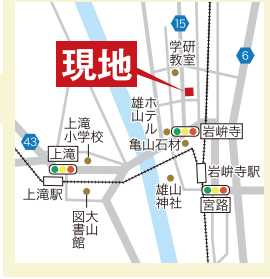 15
学研
教室
6
現地
雄山
ホテル
岩峅寺
上滝
小学校
亀山石材
43
上滝
岩峅寺駅
上滝駅
雄山
神社
宮路
大山
図書館